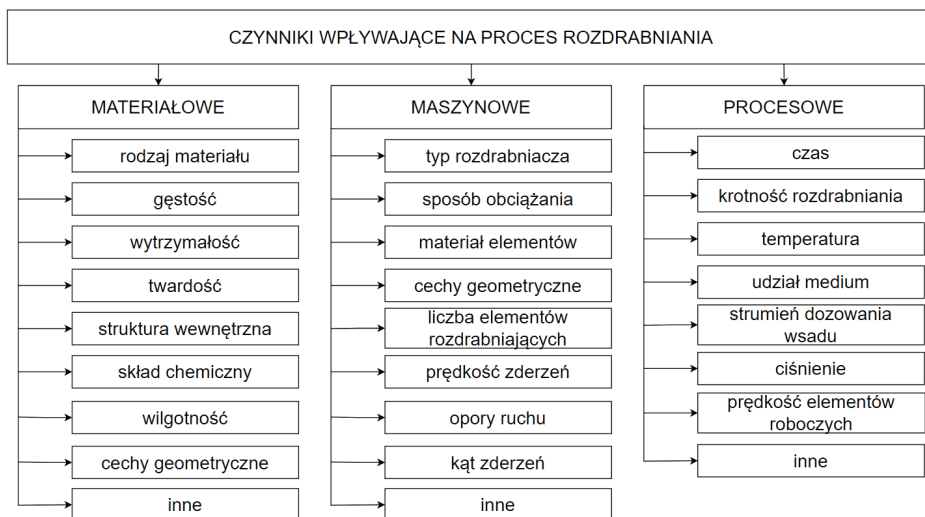 CZYNNIKI WPŁYWAJĄCE NA PROCES ROZDRABNIANIA
MATERIAŁOWE
rodzaj materiału
gęstość
wytrzymałość
twardość
struktura wewnętrzna
skład chemiczny
wilgotność
cechy geometryczne
inne
MASZYNOWE
typ rozdrabniacza
sposób obciążania
materiał elementów
cechy geometryczne
liczba elementów
rozdrabniających
prędkość zderzeń
opory ruchu
kąt zderzeń
inne
PROCESOWE
czas
krotność rozdrabniania
temperatura
udział medium
strumień dozowania
wsadu
ciśnienie
prędkość elementów
roboczych
inne